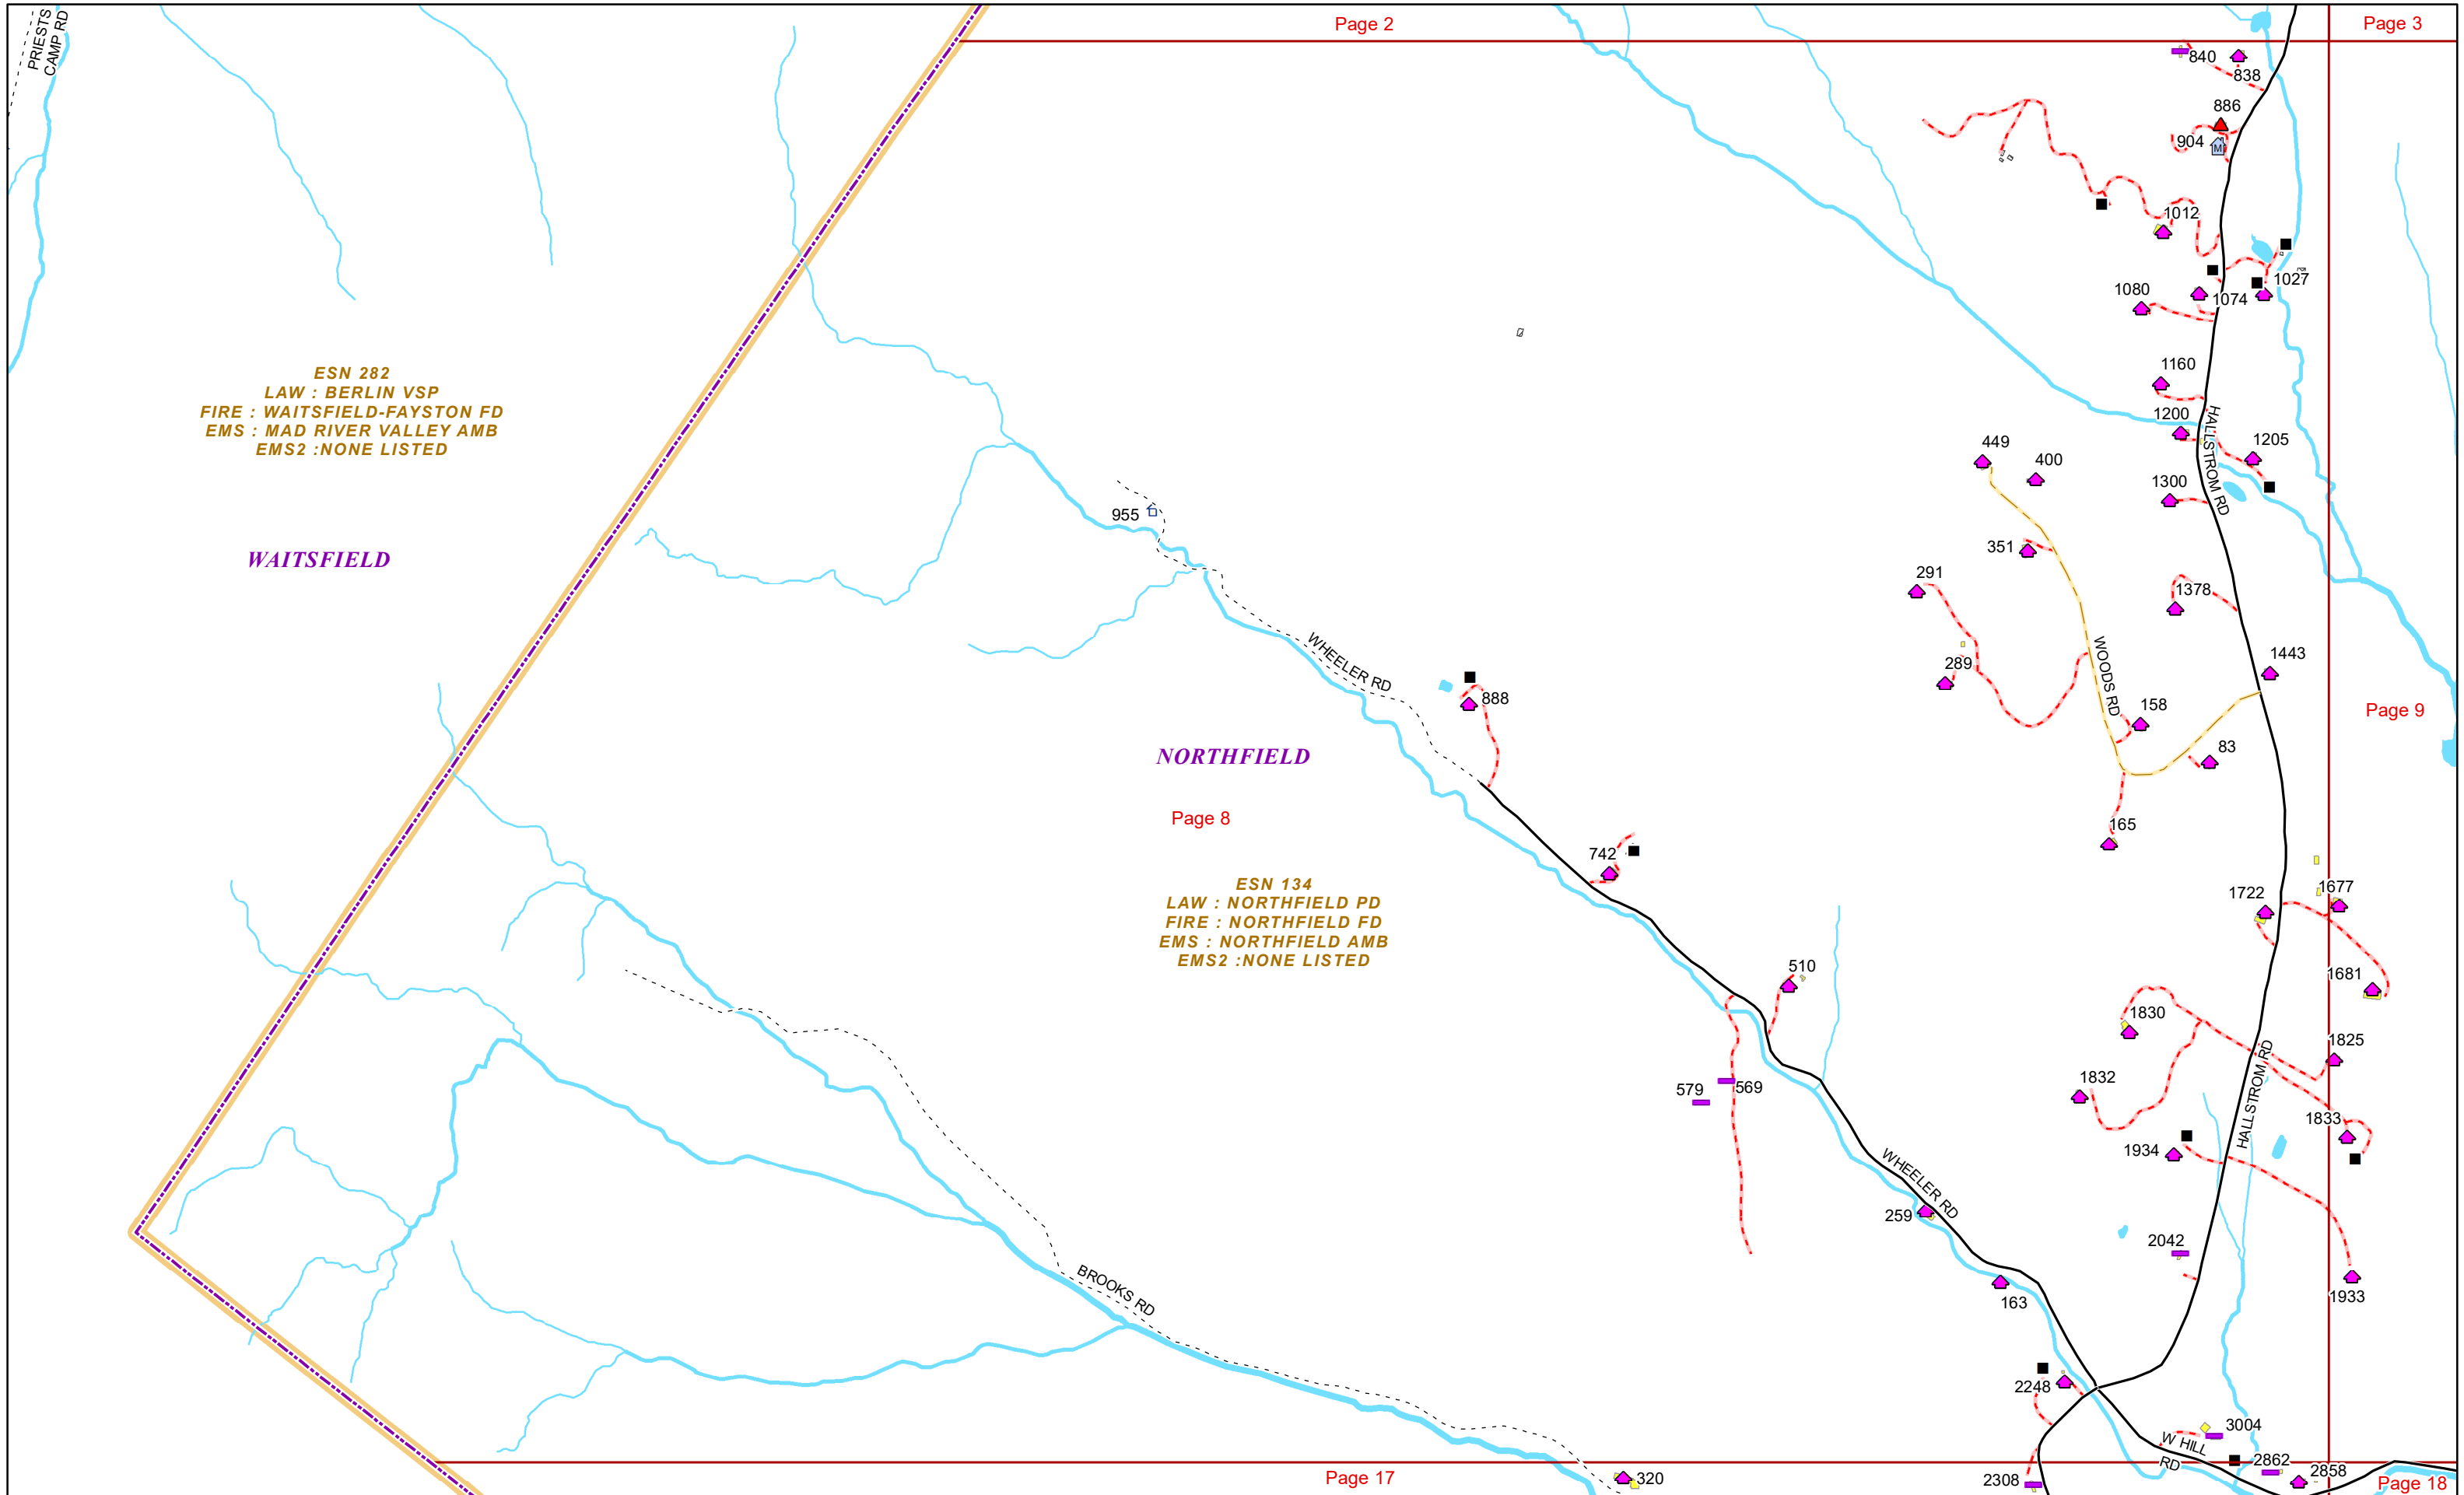 PRIESTS
CAMP RD
Page 2
Page 3
840
838
886
904
M
1012
1027
1080
1074
1160
1200
1205
HALLSTROM RD
449
400
1300
ESN 282
LAW : BERLIN VSP
FIRE : WAITSFIELD-FAYSTON FD
EMS : MAD RIVER VALLEY AMB
EMS2 :NONE LISTED
955
351
WAITSFIELD
291
1378
WHEELER RD
289
WOODS RD
1443
888
158
Page 9
NORTHFIELD
83
Page 8
165
742
ESN 134
LAW : NORTHFIELD PD
FIRE : NORTHFIELD FD
EMS : NORTHFIELD AMB
EMS2 :NONE LISTED
1722
1677
510
1681
1830
1825
HALLSTROM RD
579
569
1832
1833
1934
WHEELER RD
259
2042
BROOKS RD
163
1933
2248
3004
W HILL
RD
2862
2858
Page 17
320
2308
Page 18